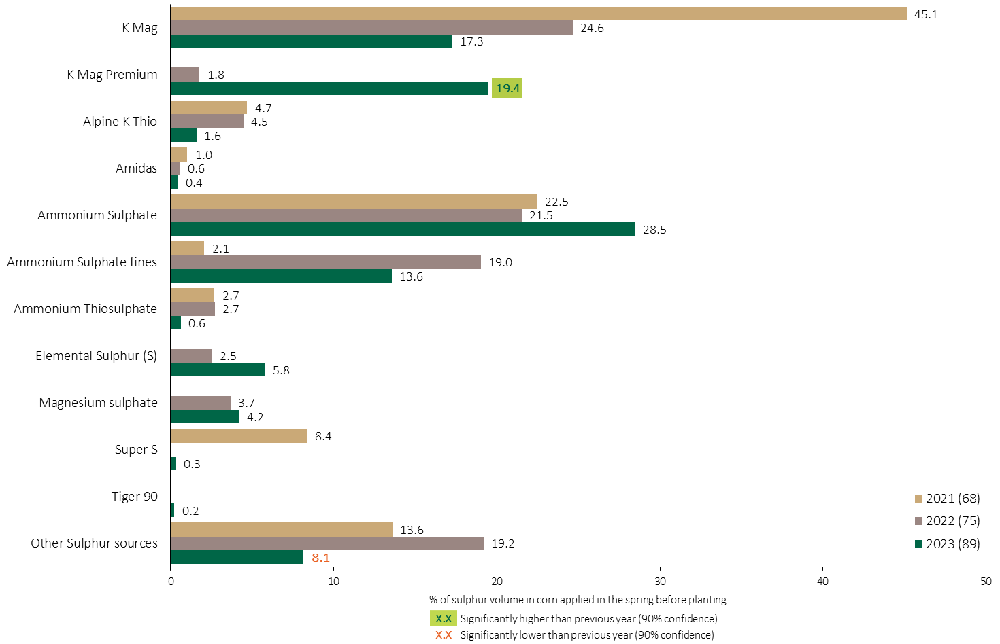 K Mag
45.1
24.6
17.3
K Mag Premium
1.8
19.4
Alpine K Thio
4.7
4.5
1.6
Amidas
1.0
0.6
0.4
Ammonium Sulphate
22.5
21.5
28.5
Ammonium Sulphate fines
2.1
19.0
13.6
Ammonium Thiosulphate
2.7
2.7
0.6
Elemental Sulphur (S)
2.5
5.8
Magnesium sulphate
3.7
4.2
Super S
8.4
0.3
Tiger 90
0.2
Other Sulphur sources
13.6
19.2
8.1
2021 (68)
2022 (75)
2023 (89)
0 10 20 30 40 50
% of sulphur volume in corn applied in the spring before planting
X.X Significantly higher than previous year (90% confidence)
X.X Significantly lower than previous year (90% confidence)